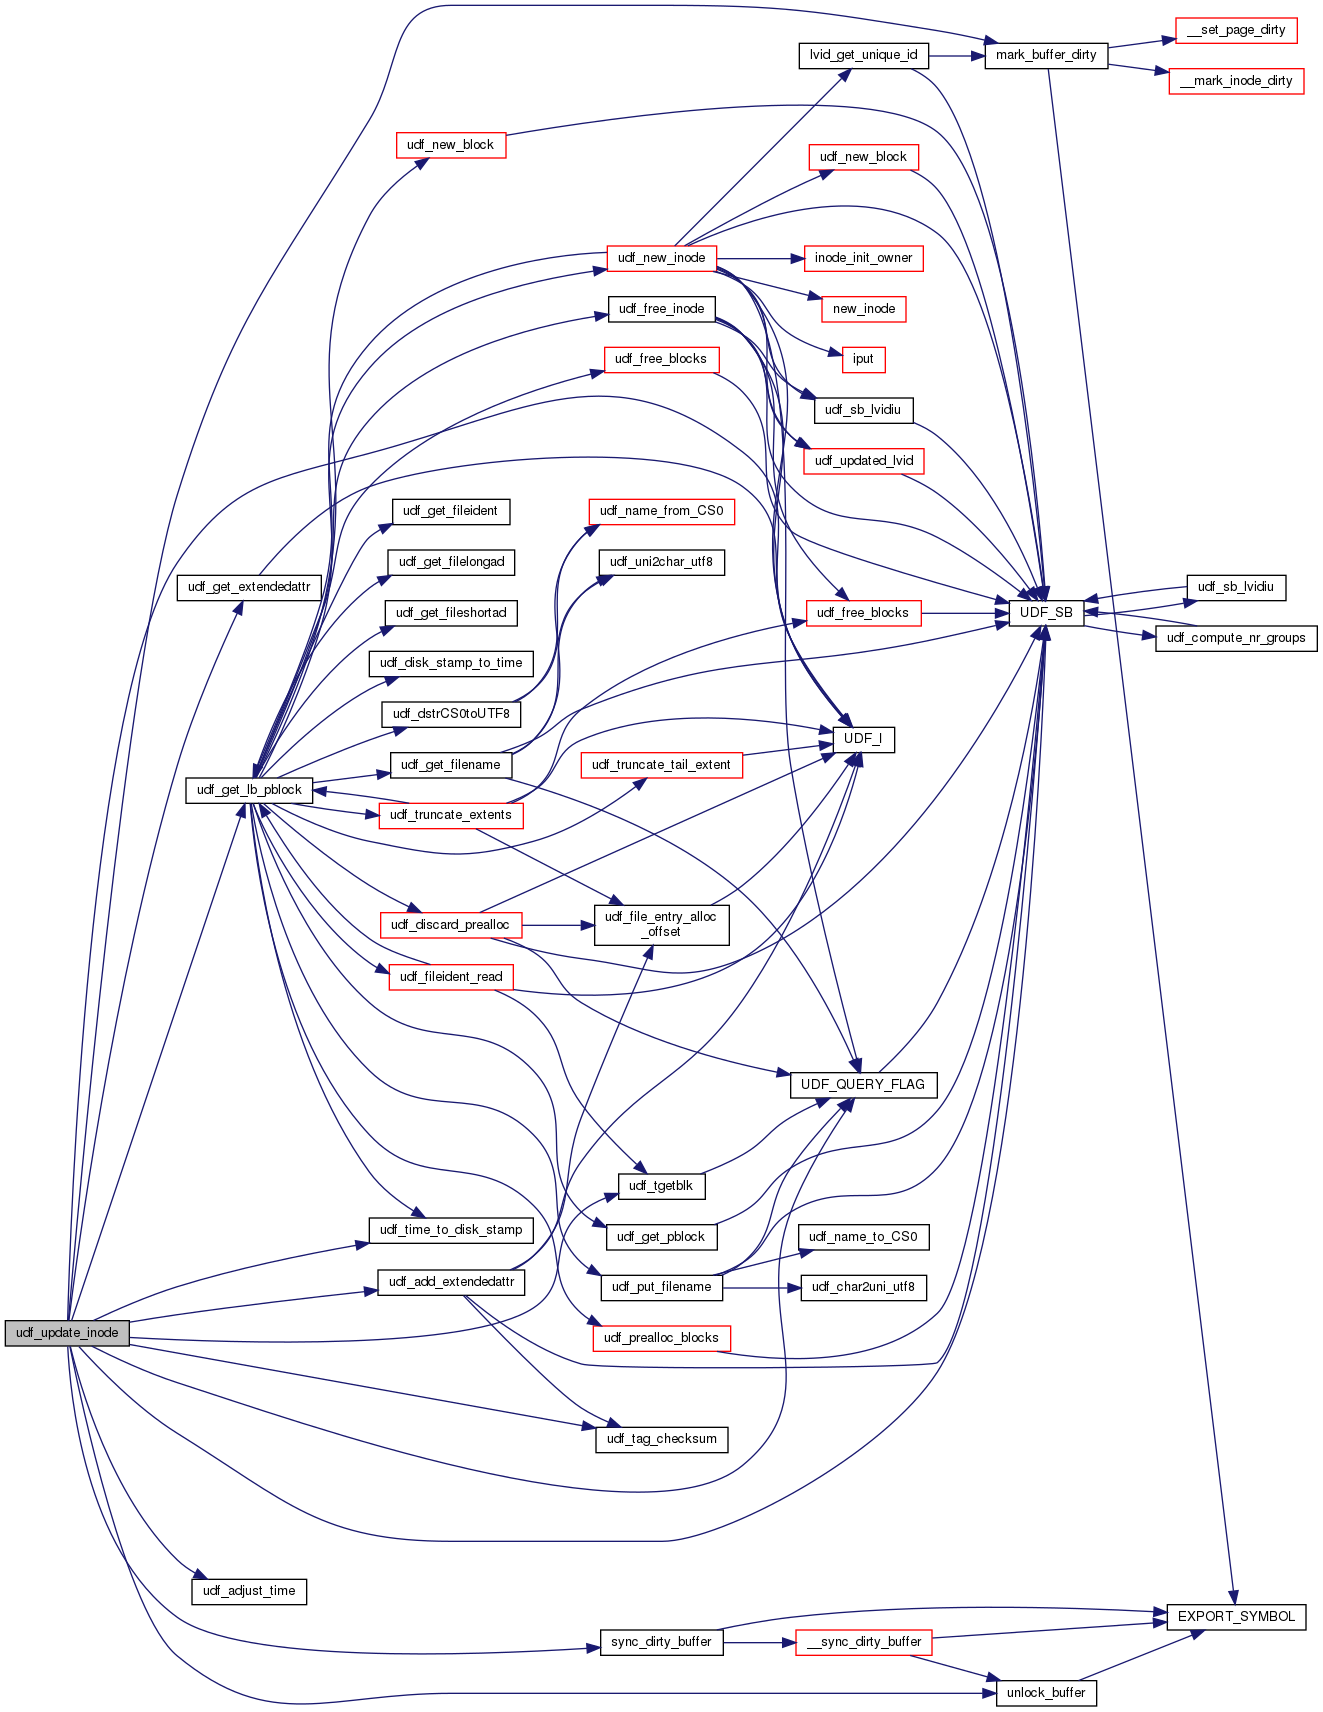 __set_page_dirty
lvid_get_unique_id
mark_buffer_dirty
__mark_inode_dirty
udf_new_block
udf_new_block
udf_new_inode
inode_init_owner
udf_free_inode
new_inode
udf_free_blocks
iput
udf_sb_lvidiu
udf_updated_lvid
udf_get_fileident
udf_name_from_CS0
udf_get_filelongad
udf_uni2char_utf8
udf_get_extendedattr
udf_sb_lvidiu
udf_get_fileshortad
udf_free_blocks
UDF_SB
udf_compute_nr_groups
udf_disk_stamp_to_time
udf_dstrCS0toUTF8
UDF_I
udf_get_filename
udf_truncate_tail_extent
udf_get_lb_pblock
udf_truncate_extents
udf_discard_prealloc
udf_file_entry_alloc
_offset
udf_fileident_read
UDF_QUERY_FLAG
udf_tgetblk
udf_time_to_disk_stamp
udf_get_pblock
udf_name_to_CS0
udf_add_extendedattr
udf_put_filename
udf_char2uni_utf8
udf_update_inode
udf_prealloc_blocks
udf_tag_checksum
udf_adjust_time
EXPORT_SYMBOL
sync_dirty_buffer
__sync_dirty_buffer
unlock_buffer